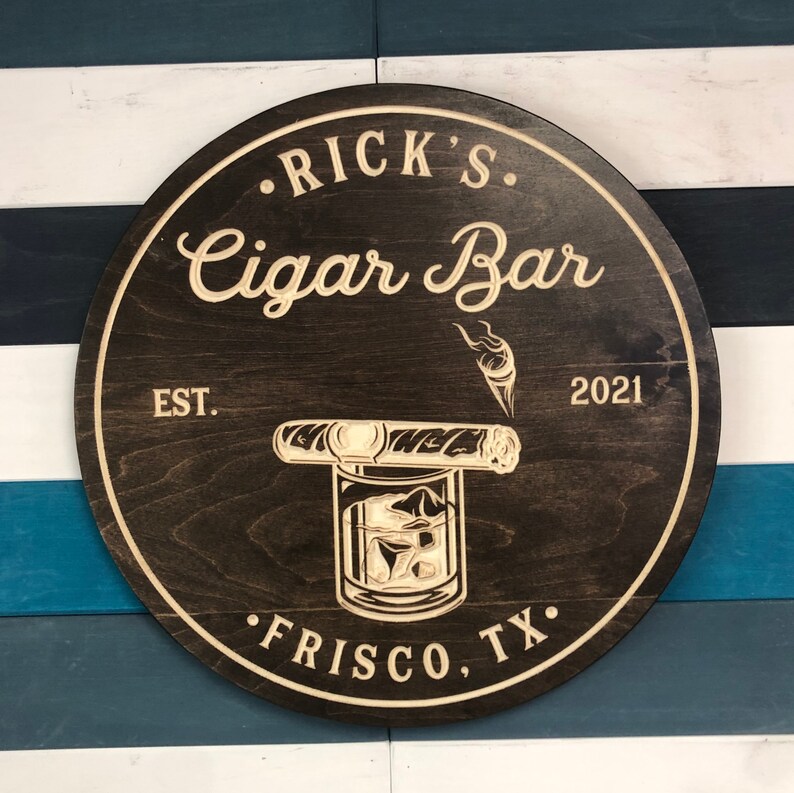 • RICK'S •
Cigar Bar
EST. 2021
• FRISCO, TX •